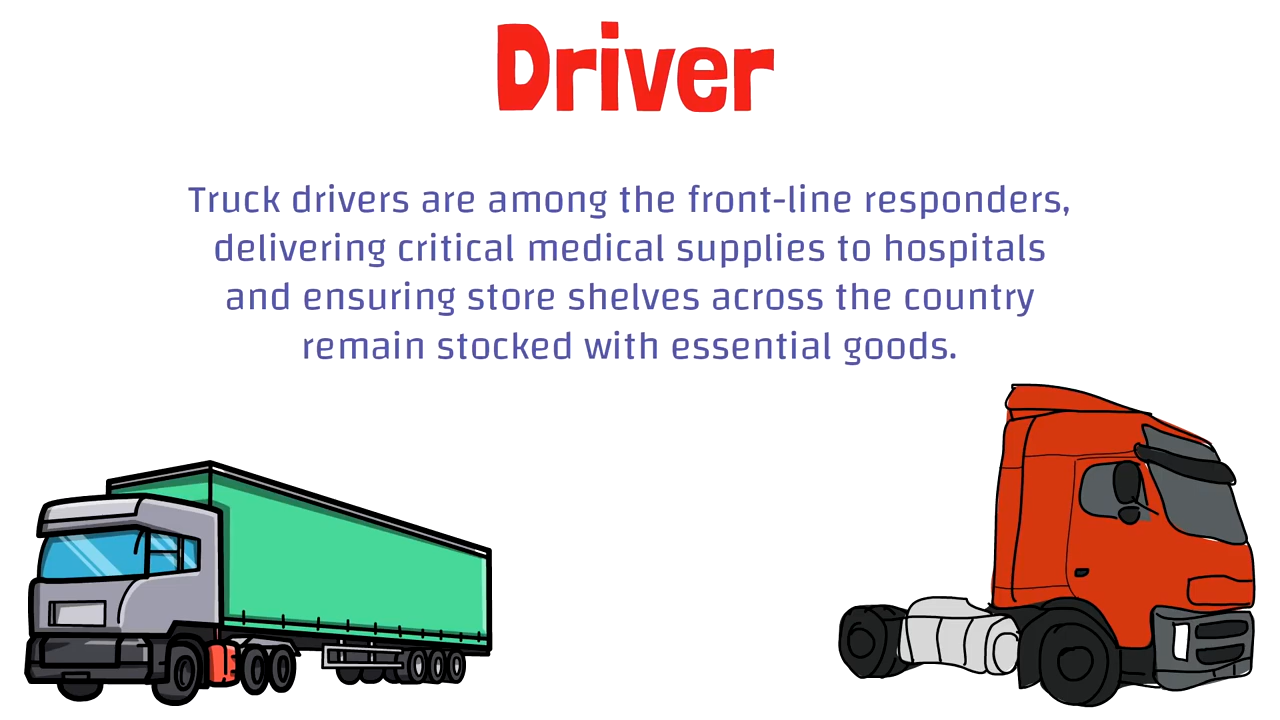 Driver
Truck drivers are among the front-line responders,
delivering critical medical supplies to hospitals
and ensuring store shelves across the country
remain stocked with essential goods.